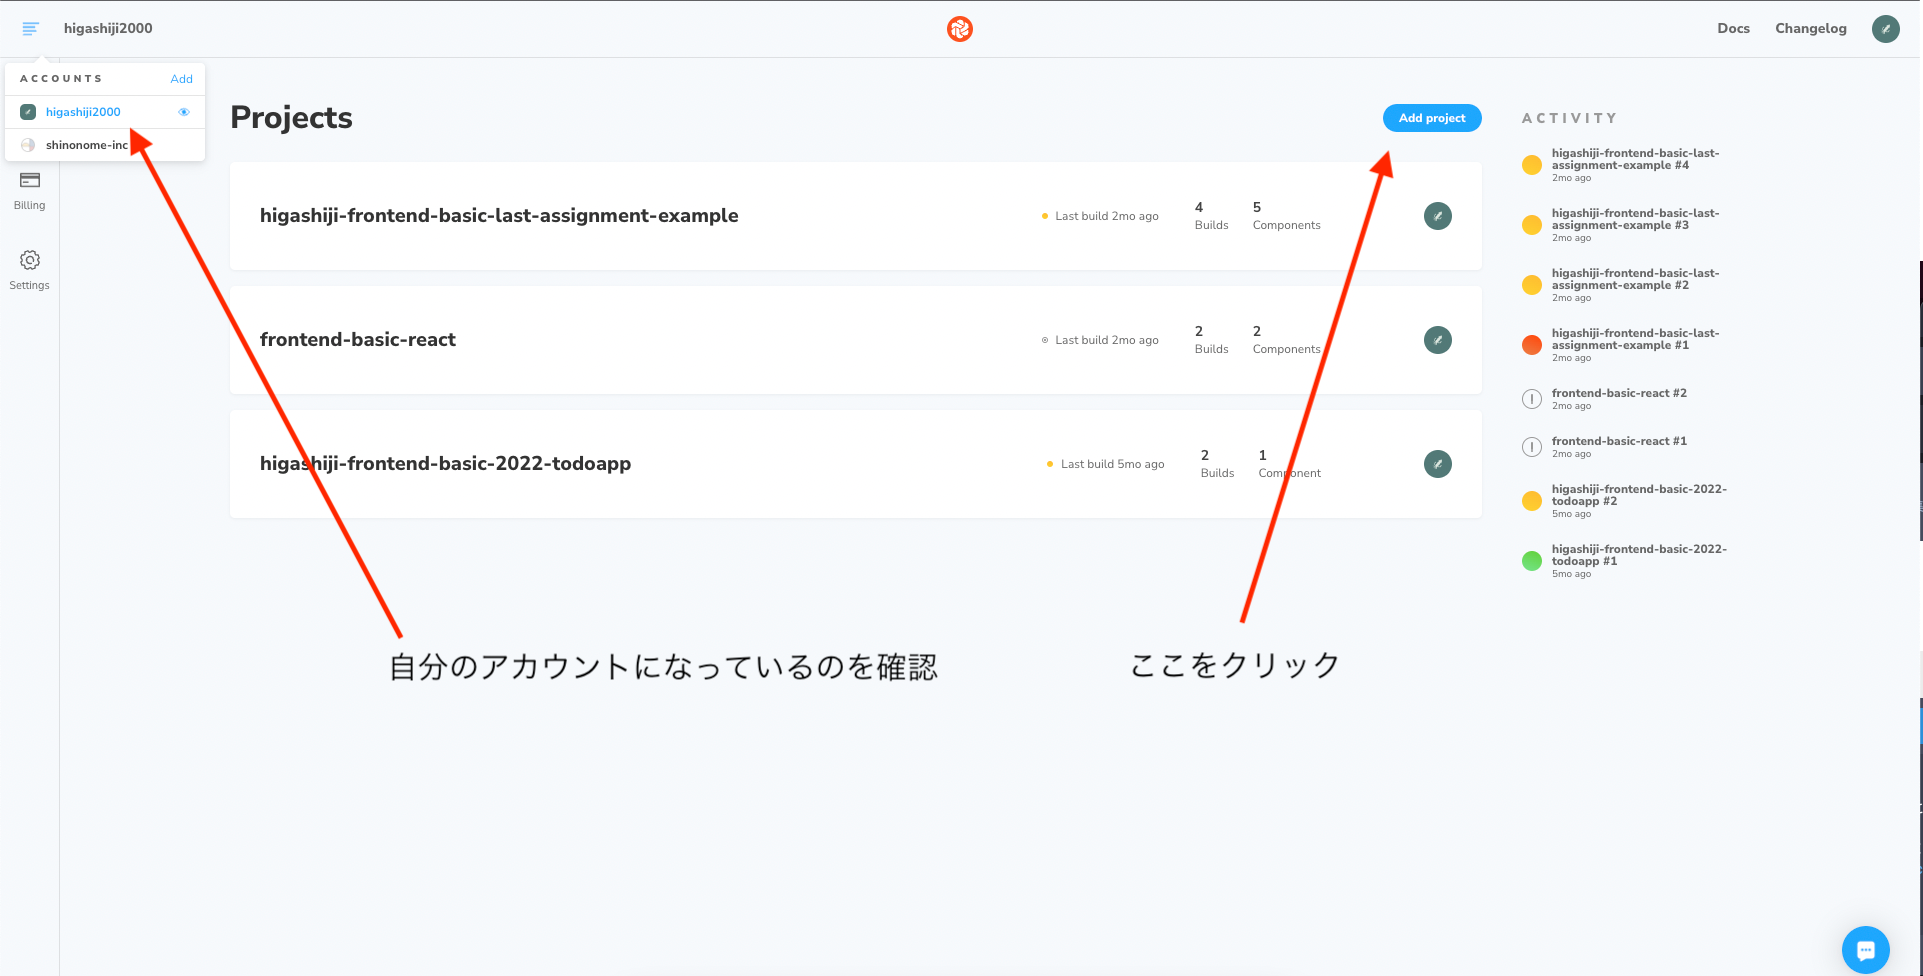 higashiji2000
Docs
Changelog
ACCOUNTS
Add
higashiji2000
shinonome-inc
Billing
Settings
Projects
Add project
higashiji-frontend-basic-last-assignment-example
Last build 2mo ago
4
Builds
5
Components
frontend-basic-react
Last build 2mo ago
2
Builds
2
Components
higashiji-frontend-basic-2022-todoapp
Last build 5mo ago
2
Builds
1
Component
自分のアカウントになっているのを確認
ここをクリック
ACTIVITY
higashiji-frontend-basic-last-
assignment-example #4
2mo ago
higashiji-frontend-basic-last-
assignment-example #3
2mo ago
higashiji-frontend-basic-last-
assignment-example #2
2mo ago
higashiji-frontend-basic-last-
assignment-example #1
2mo ago
frontend-basic-react #2
2mo ago
frontend-basic-react #1
2mo ago
higashiji-frontend-basic-2022-
todoapp #2
5mo ago
higashiji-frontend-basic-2022-
todoapp #1
5mo ago